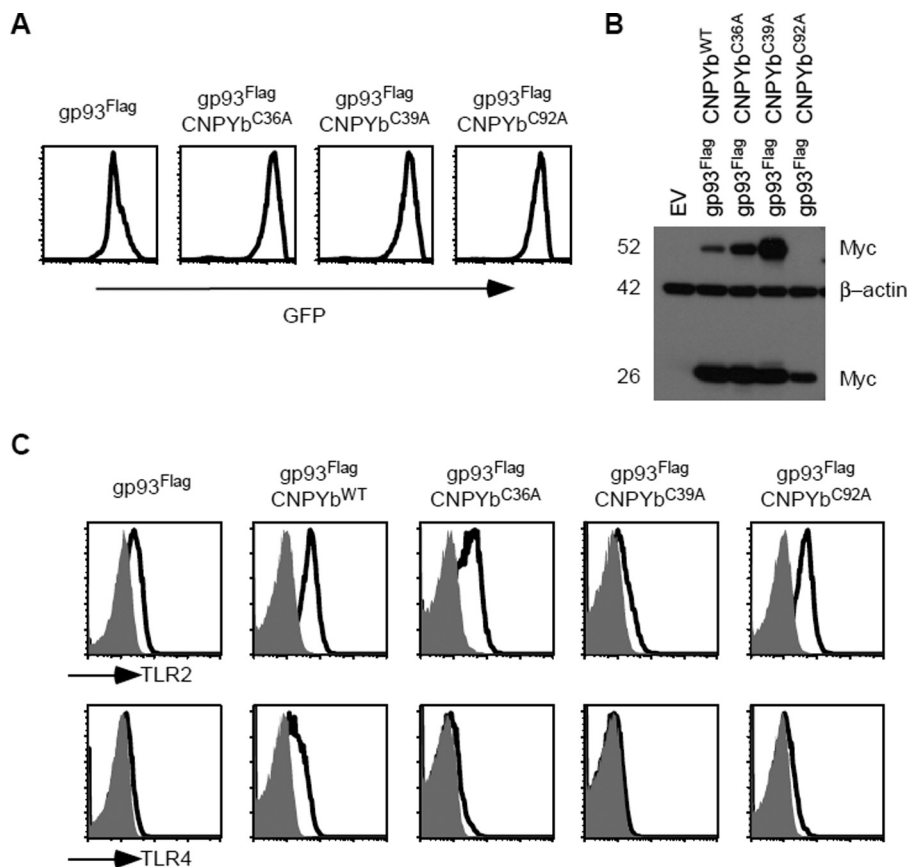 A
gp93Flag
gp93Flag
CNPYbC36A
gp93Flag
CNPYbC39A
gp93Flag
CNPYbC92A
GFP
B
EV
gp93Flag CNPYbWT
gp93Flag CNPYbC36A
gp93Flag CNPYbC39A
gp93Flag CNPYbC92A
52 Myc
42 β–actin
26 Myc
C
gp93Flag
gp93Flag
CNPYbWT
gp93Flag
CNPYbC36A
gp93Flag
CNPYbC39A
gp93Flag
CNPYbC92A
TLR2
TLR4